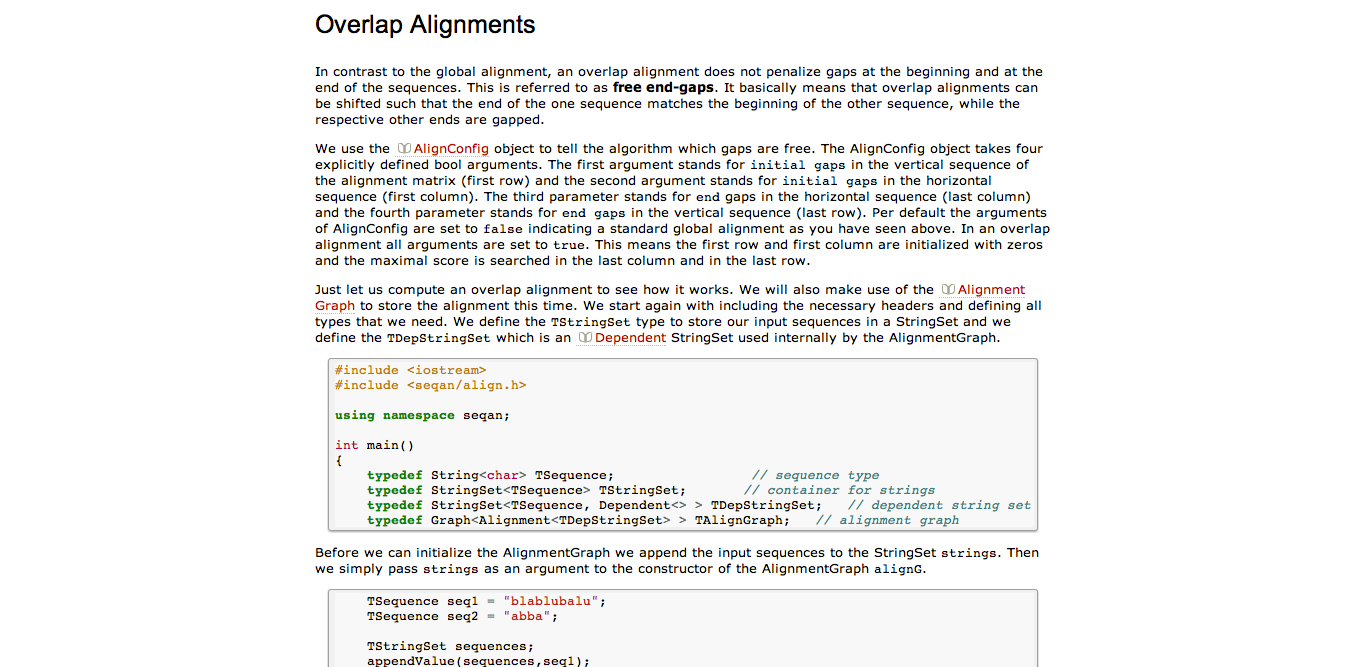 Overlap Alignments
In contrast to the global alignment, an overlap alignment does not penalize gaps at the beginning and at the
end of the sequences. This is referred to as free end-gaps. It basically means that overlap alignments can
be shifted such that the end of the one sequence matches the beginning of the other sequence, while the
respective other ends are gapped.
We use the AlignConfig object to tell the algorithm which gaps are free. The AlignConfig object takes four
explicitly defined bool arguments. The first argument stands for initial gaps in the vertical sequence of
the alignment matrix (first row) and the second argument stands for initial gaps in the horizontal
sequence (first column). The third parameter stands for end gaps in the horizontal sequence (last column)
and the fourth parameter stands for end gaps in the vertical sequence (last row). Per default the arguments
of AlignConfig are set to false indicating a standard global alignment as you have seen above. In an overlap
alignment all arguments are set to true. This means the first row and first column are initialized with zeros
and the maximal score is searched in the last column and in the last row.
Just let us compute an overlap alignment to see how it works. We will also make use of the Alignment
Graph to store the alignment this time. We start again with including the necessary headers and defining all
types that we need. We define the TStringSet type to store our input sequences in a StringSet and we
define the TDepStringSet which is an Dependent StringSet used internally by the AlignmentGraph.
#include <iostream>
#include <seqan/align.h>
using namespace seqan;
int main()
{
    typedef String<char> TSequence;                 // sequence type
    typedef StringSet<TSequence> TStringSet;       // container for strings
    typedef StringSet<TSequence, Dependent<> > TDepStringSet;   // dependent string set
    typedef Graph<Alignment<TDepStringSet> > TAlignGraph;   // alignment graph
Before we can initialize the AlignmentGraph we append the input sequences to the StringSet strings. Then
we simply pass strings as an argument to the constructor of the AlignmentGraph alignG.
    TSequence seq1 = "blablubalu";
    TSequence seq2 = "abba";
    TStringSet sequences;
    appendValue(sequences,seq1);